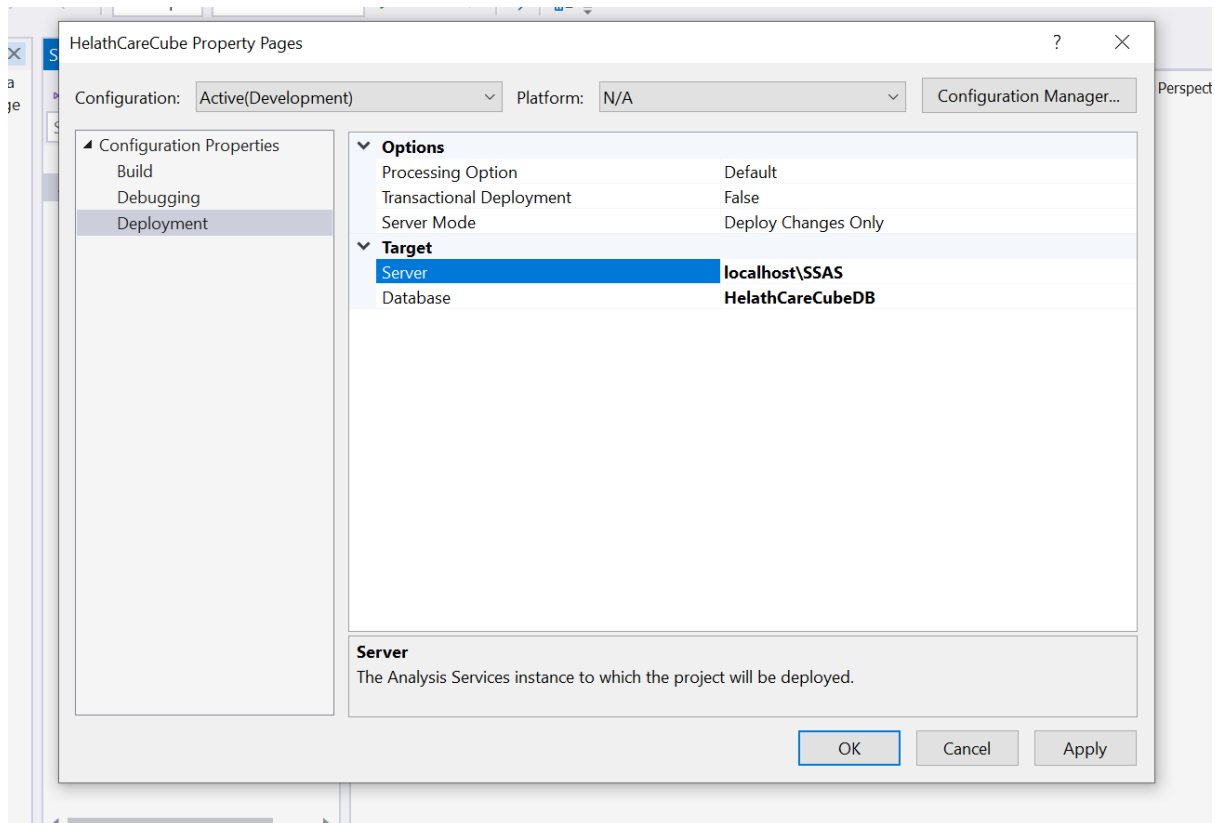 HelathCareCube Property Pages
?
Configuration: Active(Development) Platform: N/A Configuration Manager...
Perspect
Configuration Properties
Build
Debugging
Deployment
Options
Processing Option Default
Transactional Deployment False
Server Mode Deploy Changes Only
Target
Server localhost\SSAS
Database HelathCareCubeDB
Server
The Analysis Services instance to which the project will be deployed.
OK Cancel Apply